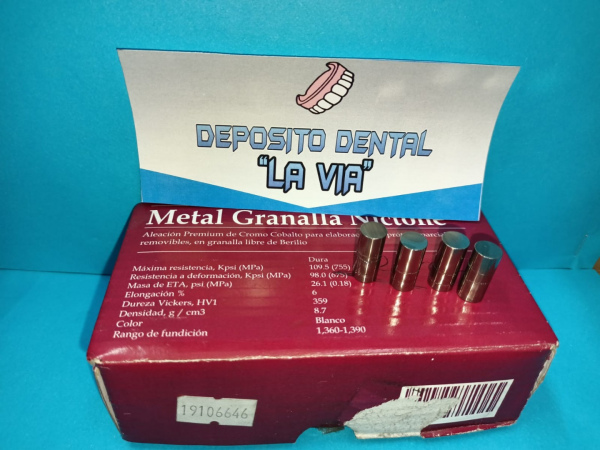 DEPOSITO DENTAL
"LA VIA"
Metal Granalla Nictone
Aleación Premium de Cromo Cobalto para
removibles, en granalla libre de Berilio
Dura
Máxima resistencia, Kpsi (MPa) 109.5 (755)
Resistencia a deformación, Kpsi (MPa) 98.0 (675)
Masa de ETA, psi (MPa) 26.1 (0.18)
Elongación % 6
Dureza Vickers, HV1 359
Densidad, g / cm3 8.7
Color Blanco
Rango de fundición 1,360-1,390
19106646